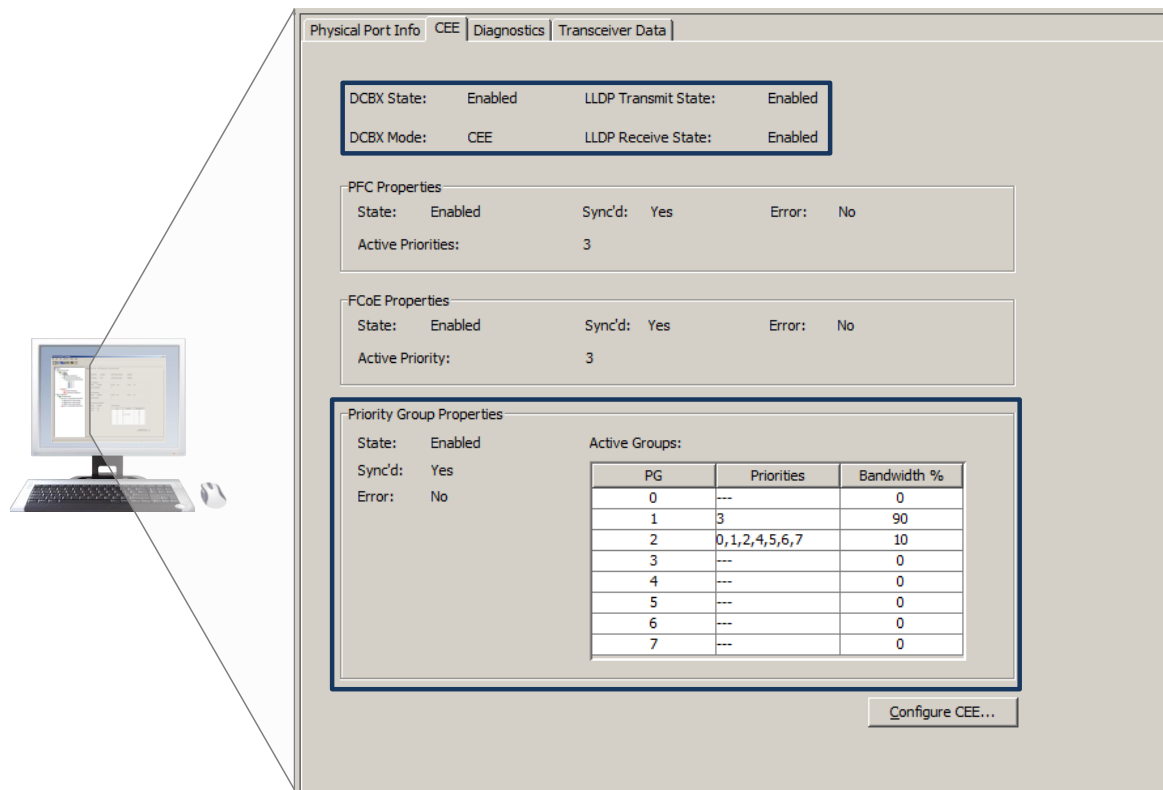 Physical Port Info CEE Diagnostics Transceiver Data
DCBX State: Enabled LLDP Transmit State: Enabled
DCBX Mode: CEE LLDP Receive State: Enabled
PFC Properties
State: Enabled Sync'd: Yes Error: No
Active Priorities: 3
FCoE Properties
State: Enabled Sync'd: Yes Error: No
Active Priority: 3
Priority Group Properties
State: Enabled Active Groups:
Sync'd: Yes
Error: No
PG Priorities Bandwidth %
0 --- 0
1 3 90
2 0,1,2,4,5,6,7 10
3 --- 0
4 --- 0
5 --- 0
6 --- 0
7 --- 0
Configure CEE...